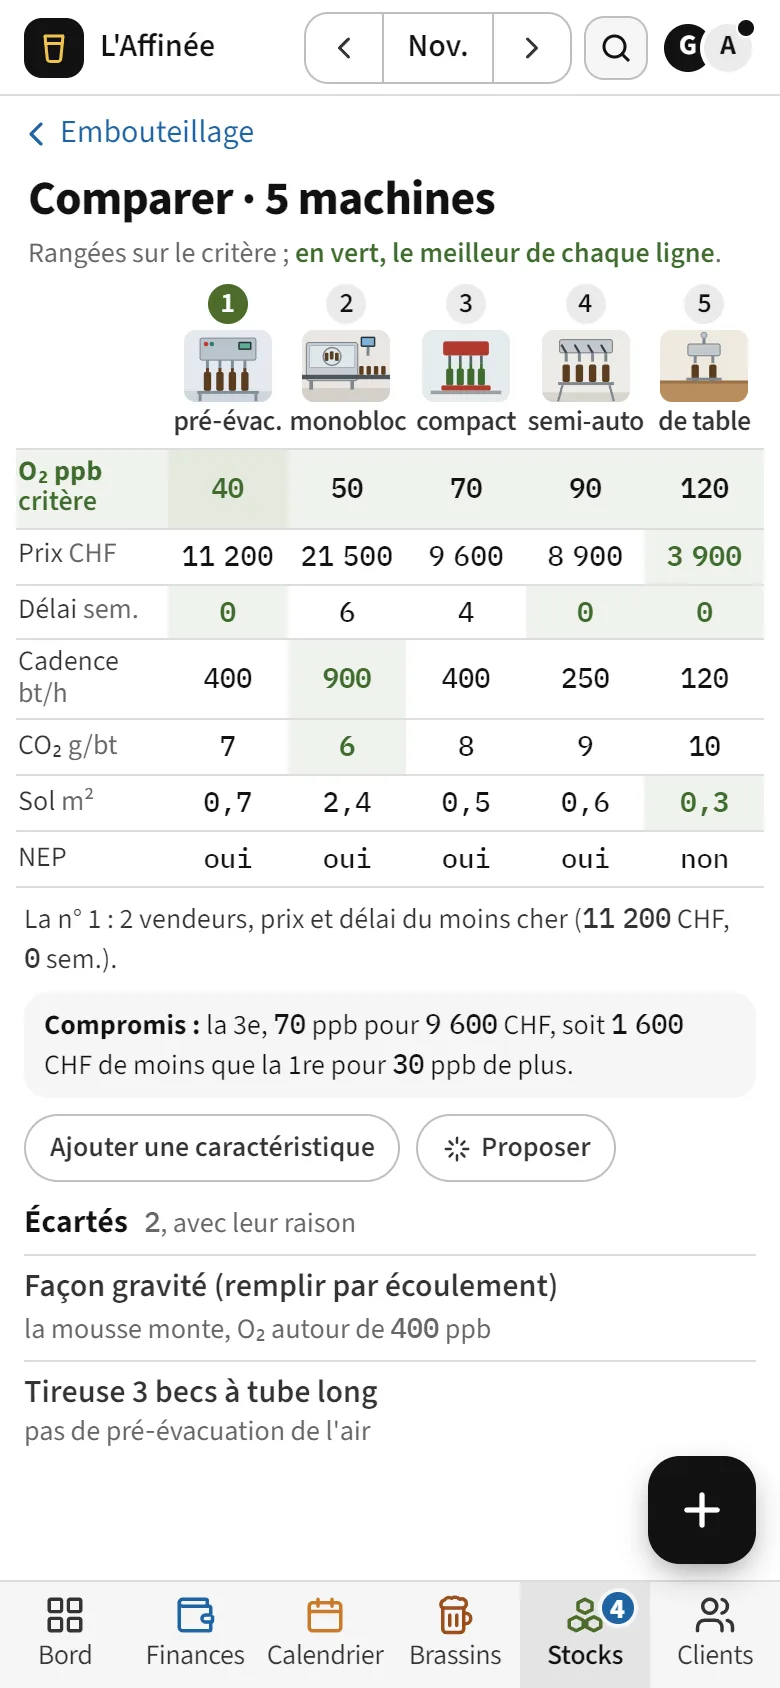 L'Affinée
Nov.
G
A
Embouteillage
Comparer · 5 machines
Rangées sur le critère ; en vert, le meilleur de chaque ligne.
1 2 3 4 5
pré-évac. monobloc compact semi-auto de table
O₂ ppb critère 40 50 70 90 120
Prix CHF 11 200 21 500 9 600 8 900 3 900
Délai sem. 0 6 4 0 0
Cadence bt/h 400 900 400 250 120
CO₂ g/bt 7 6 8 9 10
Sol m² 0,7 2,4 0,5 0,6 0,3
NEP oui oui oui oui non
La n° 1 : 2 vendeurs, prix et délai du moins cher (11 200 CHF,
0 sem.).
Compromis : la 3e, 70 ppb pour 9 600 CHF, soit 1 600
CHF de moins que la 1re pour 30 ppb de plus.
Ajouter une caractéristique
Proposer
Écartés 2, avec leur raison
Façon gravité (remplir par écoulement)
la mousse monte, O₂ autour de 400 ppb
Tireuse 3 becs à tube long
pas de pré-évacuation de l'air
4
Bord Finances Calendrier Brassins Stocks Clients